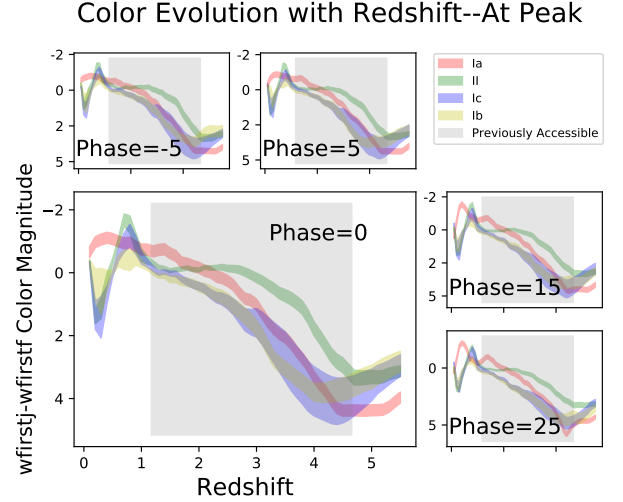 Color Evolution with Redshift--At Peak
-2
0
2
5
Phase=-5
-2
0
2
5
Phase=5
Ia
II
Ic
Ib
Previously Accessible
wfirstj-wfirstf Color Magnitude
−2
0
2
4
Phase=0
0
1
2
3
4
5
Redshift
-2
0
2
5
Phase=15
0
5
Phase=25